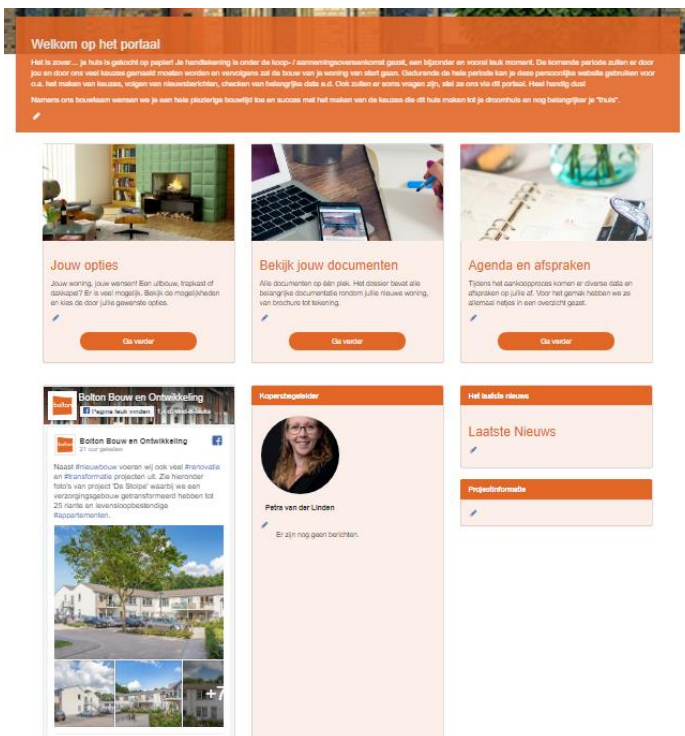 Welkom op het portaal
Het is zover.... je huis is gekocht op papier! Je handtekening is onder de koop- / aannemingsovereenkomst gezet, een bijzonder en vooral leuk moment. De komende periode zullen er door
jou en door ons veel keuzes gemaakt moeten worden en vervolgens zal de bouw van je woning van start gaan. Gedurende de hele periode kan je deze persoonlijke website gebruiken voor
o.a. het maken van keuzes, volgen van nieuwsberichten, checken van belangrijke data e.d. Ook zullen er soms vragen zijn, stel ze ons via dit portaal. Heel handig dus!
Namens ons bouwteam wensen we je een hele plezierige bouwtijd toe en succes met het maken van de keuzes die dit huis maken tot je droomhuis en nog belangrijker je "thuis".
Jouw opties
Jouw woning, jouw wensen! Een uitbouw, trapkast of
dakkapel? Er is veel mogelijk. Bekijk de mogelijkheden
en kies de door jullie gewenste opties.
Ga verder
Bekijk jouw documenten
Alle documenten op één plek. Het dossier bevat alle
belangrijke documentatie rondom jullie nieuwe woning,
van brochure tot tekening.
Ga verder
Agenda en afspraken
Tijdens het aankoopproces komen er diverse data en
afspraken op jullie af. Voor het gemak hebben we ze
allemaal netjes in een overzicht gezet.
Ga verder
bolton
Bolton Bouw en Ontwikkeling
Pagina leuk vinden
Bolton Bouw en Ontwikkeling
21 uur geleden
Naast #nieuwbouw voeren wij ook veel #renovatie
en #transformatie projecten uit. Zie hieronder
foto's van project 'De Stolpe' waarbij we een
verzorgingsgebouw getransformeerd hebben tot
25 riante en levensloopbestendige
#appartementen.
+7
Kopersbegeleider
Petra van der Linden
Er zijn nog geen berichten.
Het laatste nieuws
Laatste Nieuws
Projectinformatie